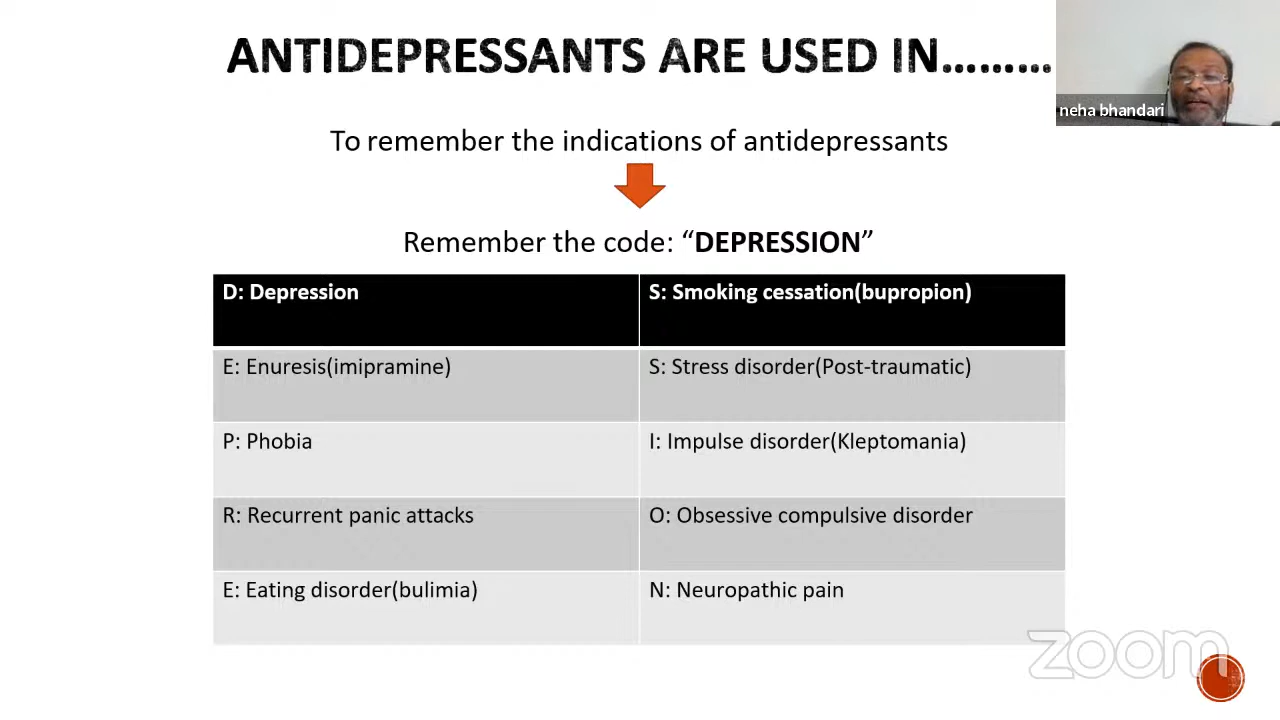 ANTIDEPRESSANTS ARE USED IN.........
neha bhandari
To remember the indications of antidepressants
Remember the code: “DEPRESSION”
D: Depression
S: Smoking cessation(bupropion)
E: Enuresis(imipramine)
S: Stress disorder(Post-traumatic)
P: Phobia
I: Impulse disorder(Kleptomania)
R: Recurrent panic attacks
O: Obsessive compulsive disorder
E: Eating disorder(bulimia)
N: Neuropathic pain
zoom